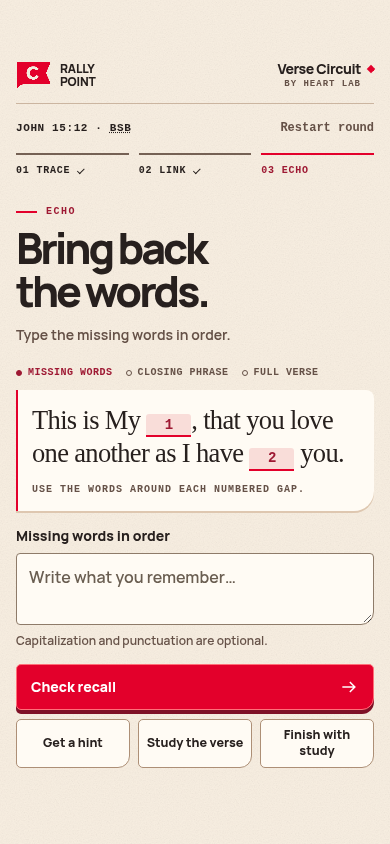 C RALLY POINT
Verse Circuit
BY HEART LAB
JOHN 15:12 · BSB
Restart round
01 TRACE ✓
02 LINK ✓
03 ECHO
ECHO
Bring back
the words.
Type the missing words in order.
MISSING WORDS
CLOSING PHRASE
FULL VERSE
This is My 1, that you love
one another as I have 2 you.
USE THE WORDS AROUND EACH NUMBERED GAP.
Missing words in order
Write what you remember…
Capitalization and punctuation are optional.
Check recall →
Get a hint
Study the verse
Finish with
study